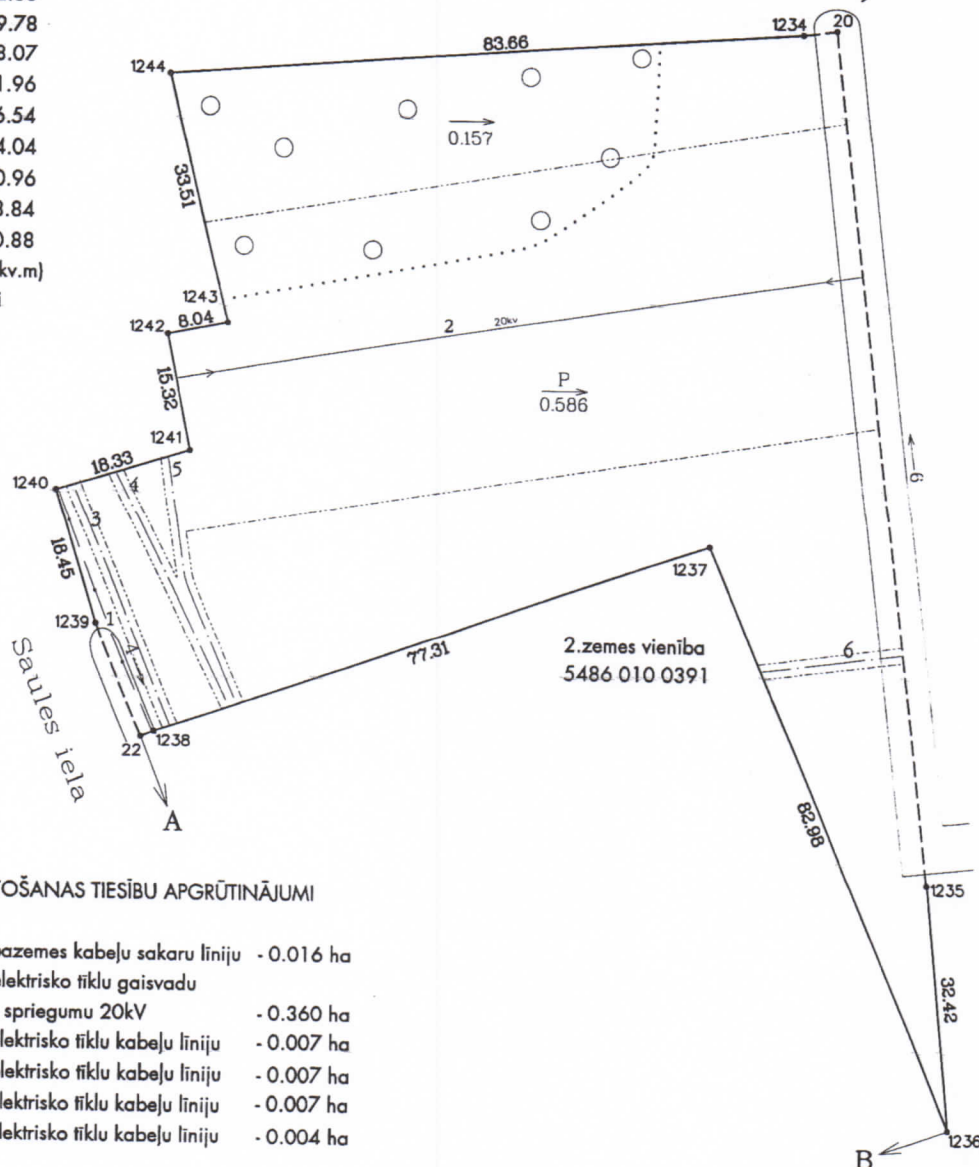 9.78
3.07
1.96
6.54
4.04
0.96
3.84
0.88
kv.m)
1234
20
83.66
1244
0.157
33.51
1243
1242
8.04
2
20kv
15.32
P
0.586
1241
18.33
5
4
1240
3
18.45
6
1237
1239
1
4
77.31
2.zemes vienība
5486 010 0391
6
Saules iela
22
1238
A
82.98
OŠANAS TIESĪBU APGRŪTINĀJUMI
1235
pazemes kabeļu sakaru līniju - 0.016 ha
elektrisko tīklu gaisvadu
spriegumu 20kV - 0.360 ha
elektrisko tīklu kabeļu līniju - 0.007 ha
elektrisko tīklu kabeļu līniju - 0.007 ha
elektrisko tīklu kabeļu līniju - 0.007 ha
elektrisko tīklu kabeļu līniju - 0.004 ha
32.42
1236
B